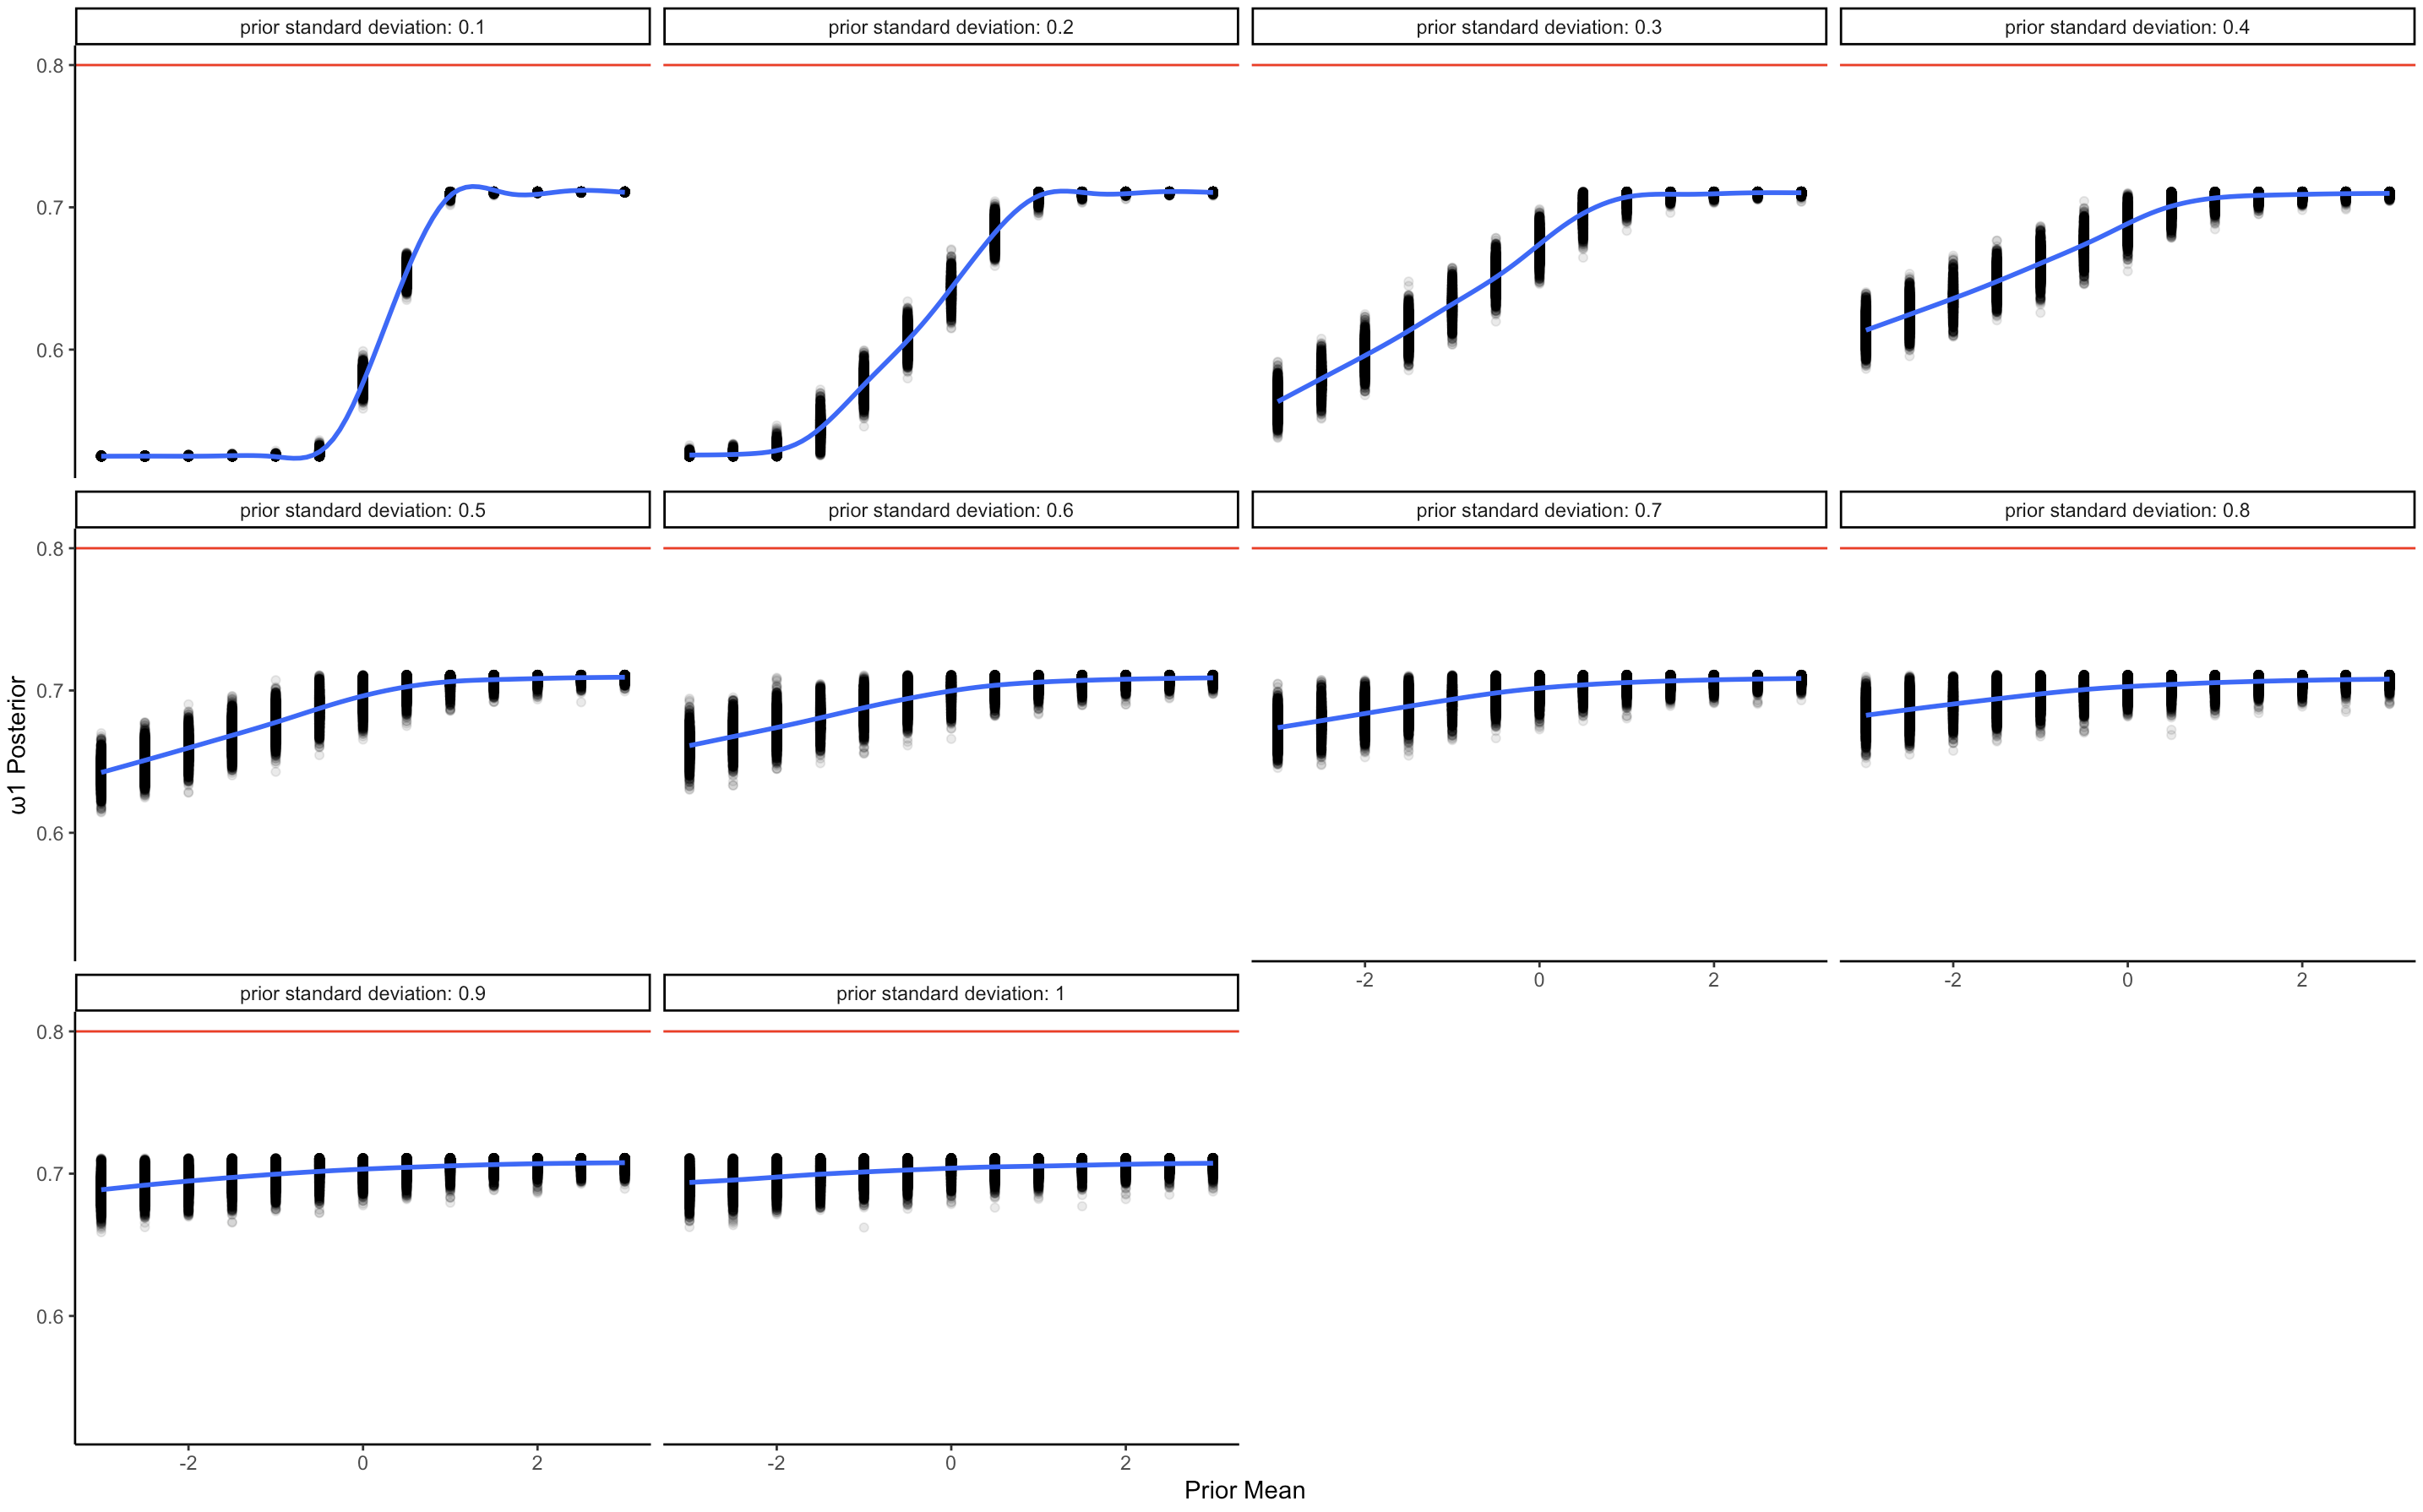 prior standard deviation: 0.1
prior standard deviation: 0.2
prior standard deviation: 0.3
prior standard deviation: 0.4
0.8
0.7
0.6
prior standard deviation: 0.5
prior standard deviation: 0.6
prior standard deviation: 0.7
prior standard deviation: 0.8
0.8
0.7
0.6
ω1 Posterior
-2 0 2
-2 0 2
prior standard deviation: 0.9
prior standard deviation: 1
0.8
0.7
0.6
-2 0 2
-2 0 2
Prior Mean